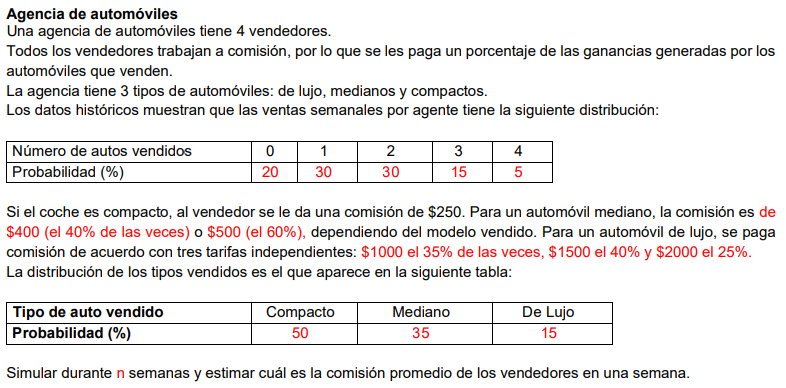 Agencia de automóviles
Una agencia de automóviles tiene 4 vendedores.
Todos los vendedores trabajan a comisión, por lo que se les paga un porcentaje de las ganancias generadas por los
automóviles que venden.
La agencia tiene 3 tipos de automóviles: de lujo, medianos y compactos.
Los datos históricos muestran que las ventas semanales por agente tiene la siguiente distribución:
Número de autos vendidos 0 1 2 3 4
Probabilidad (%) 20 30 30 15 5
Si el coche es compacto, al vendedor se le da una comisión de $250. Para un automóvil mediano, la comisión es de
$400 (el 40% de las veces) o $500 (el 60%), dependiendo del modelo vendido. Para un automóvil de lujo, se paga
comisión de acuerdo con tres tarifas independientes: $1000 el 35% de las veces, $1500 el 40% y $2000 el 25%.
La distribución de los tipos vendidos es el que aparece en la siguiente tabla:
Tipo de auto vendido Compacto Mediano De Lujo
Probabilidad (%) 50 35 15
Simular durante n semanas y estimar cuál es la comisión promedio de los vendedores en una semana.